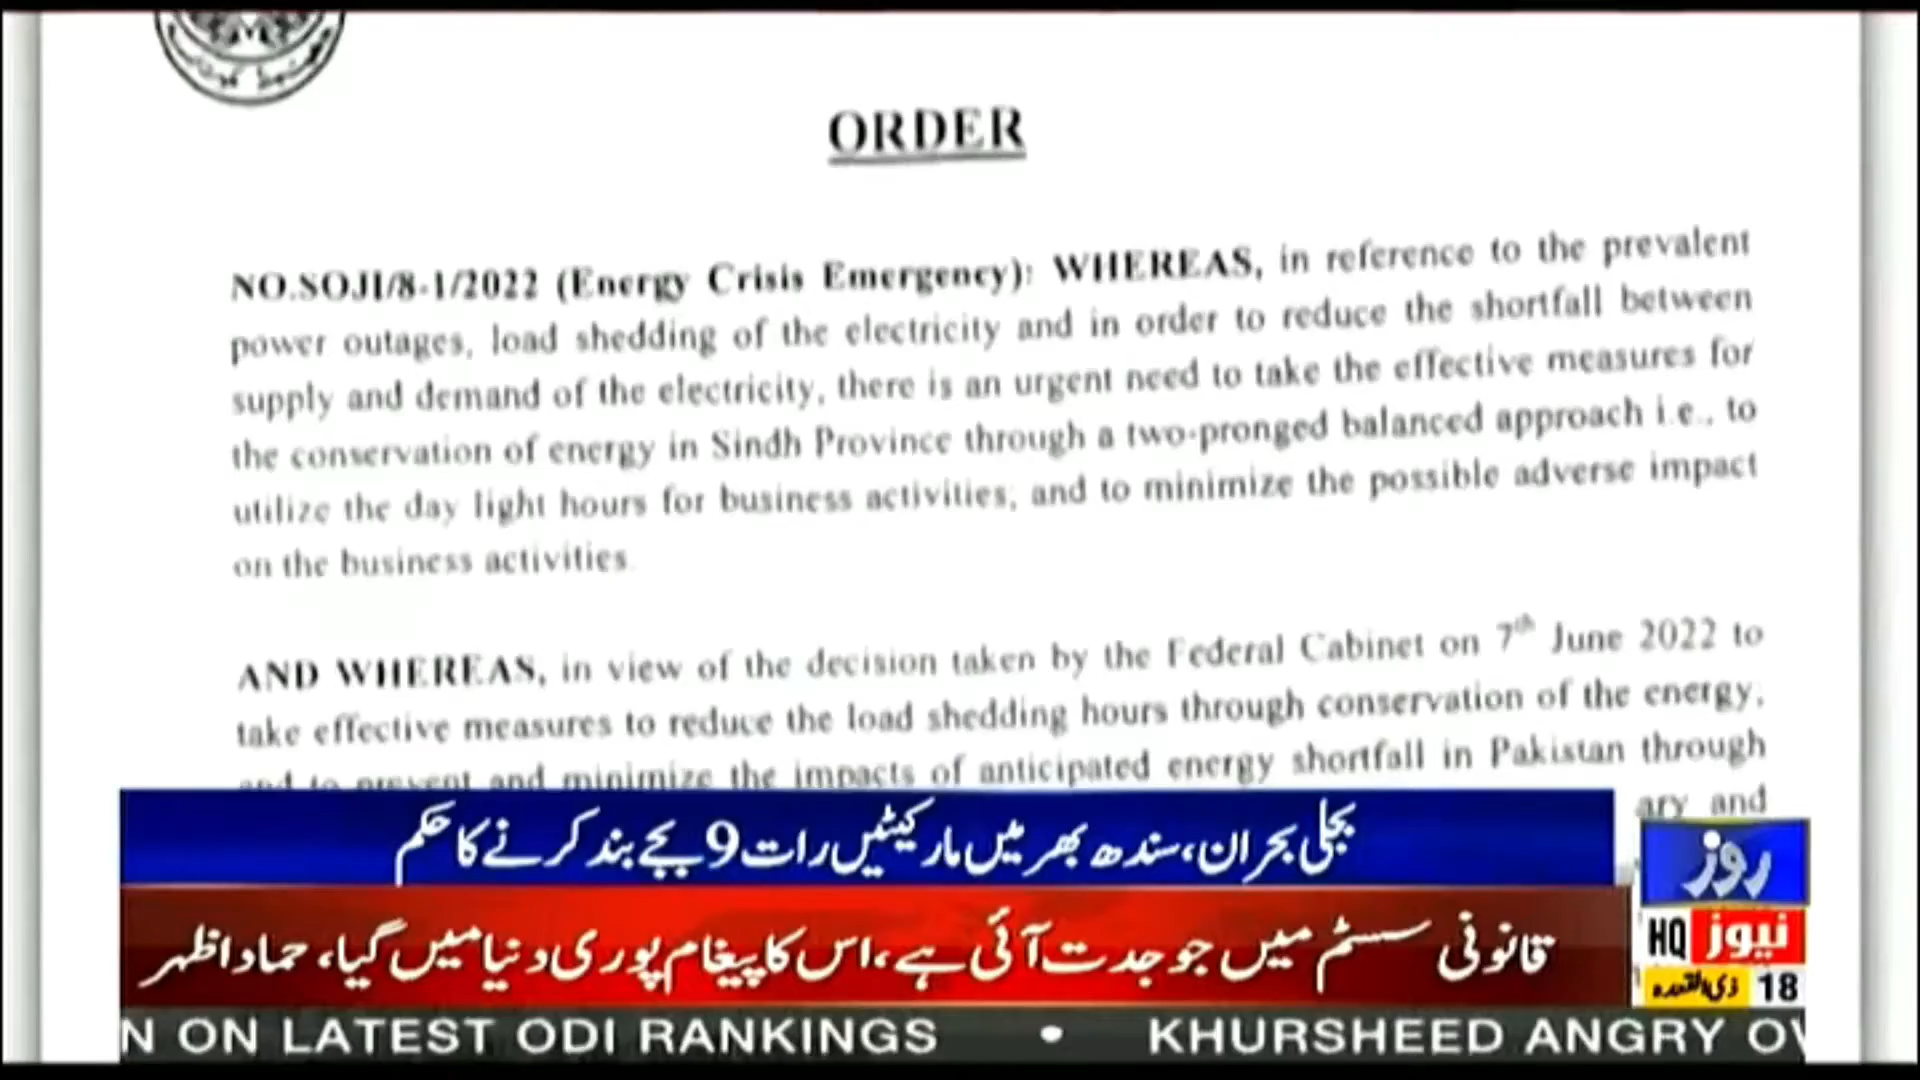 ORDER
NO.SOJI/8-1/2022 (Energy Crisis Emergency): WHEREAS, in reference to the prevalent
power outages, load shedding of the electricity and in order to reduce the shortfall between
supply and demand of the electricity, there is an urgent need to take the effective measures for
the conservation of energy in Sindh Province through a two-pronged balanced approach i.e., to
utilize the day light hours for business activities; and to minimize the possible adverse impact
on the business activities.
AND WHEREAS, in view of the decision taken by the Federal Cabinet on 7th June 2022 to
take effective measures to reduce the load shedding hours through conservation of the energy,
and to prevent and minimize the impacts of anticipated energy shortfall in Pakistan through
ary and
بجلی بحران، سندھ بھر میں مارکیٹیں رات 9 بجے بند کرنے کا حکم
قانونی سسٹم میں جو جدت آئی ہے، اس کا پیغام پوری دنیا میں گیا، حماد اظہر
روز
نیوز HQ
18 ذی القعدہ
N ON LATEST ODI RANKINGS • KHURSHEED ANGRY OV